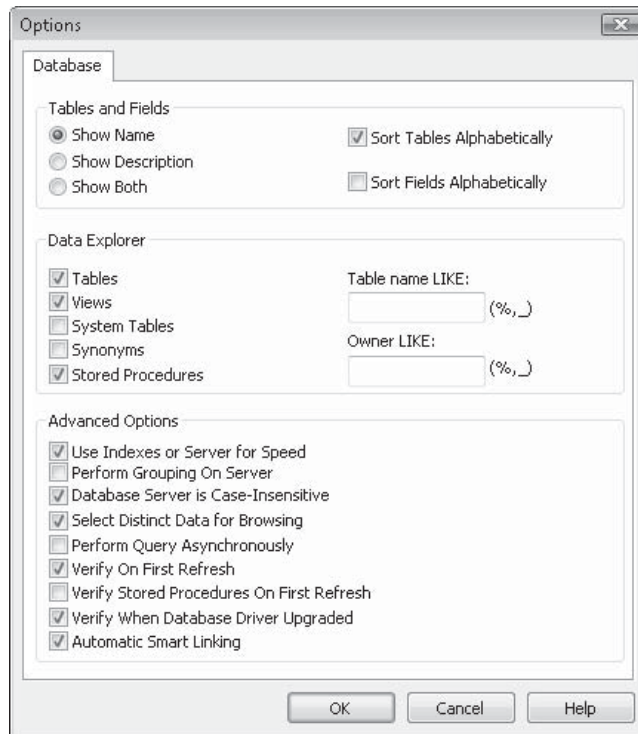 Options
Database
Tables and Fields
Show Name
Show Description
Show Both
Sort Tables Alphabetically
Sort Fields Alphabetically
Data Explorer
Tables
Views
System Tables
Synonyms
Stored Procedures
Table name LIKE:
(%,_)
Owner LIKE:
(%,_)
Advanced Options
Use Indexes or Server for Speed
Perform Grouping On Server
Database Server is Case-Insensitive
Select Distinct Data for Browsing
Perform Query Asynchronously
Verify On First Refresh
Verify Stored Procedures On First Refresh
Verify When Database Driver Upgraded
Automatic Smart Linking
OK Cancel Help